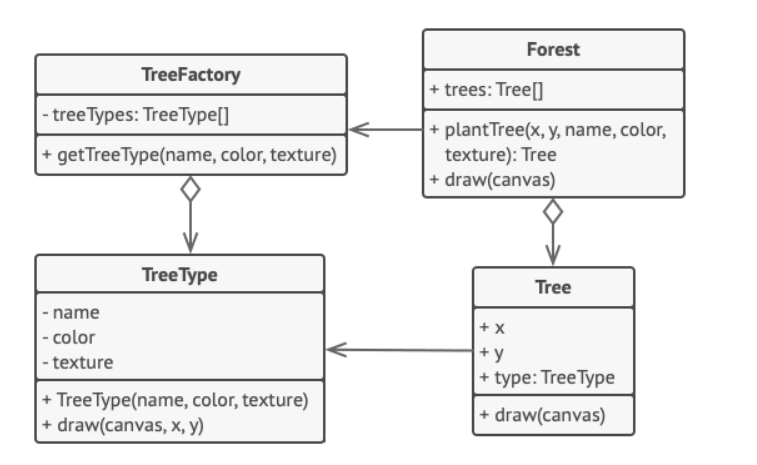 TreeFactory
- treeTypes: TreeType[]
+ getTreeType(name, color, texture)
Forest
+ trees: Tree[]
+ plantTree(x, y, name, color,
texture): Tree
+ draw(canvas)
TreeType
- name
- color
- texture
+ TreeType(name, color, texture)
+ draw(canvas, x, y)
Tree
+ x
+ y
+ type: TreeType
+ draw(canvas)